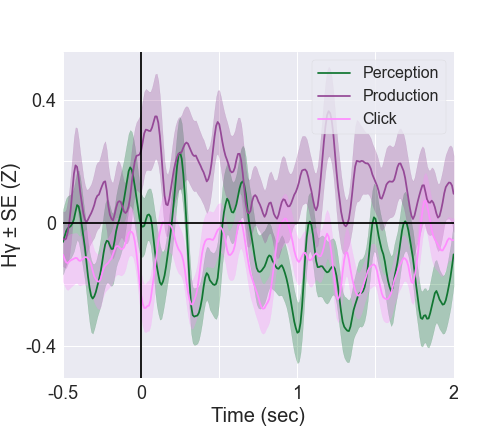 Perception
Production
Click
0.4
0
-0.4
Hγ ± SE (Z)
-0.5
0
1
2
Time (sec)